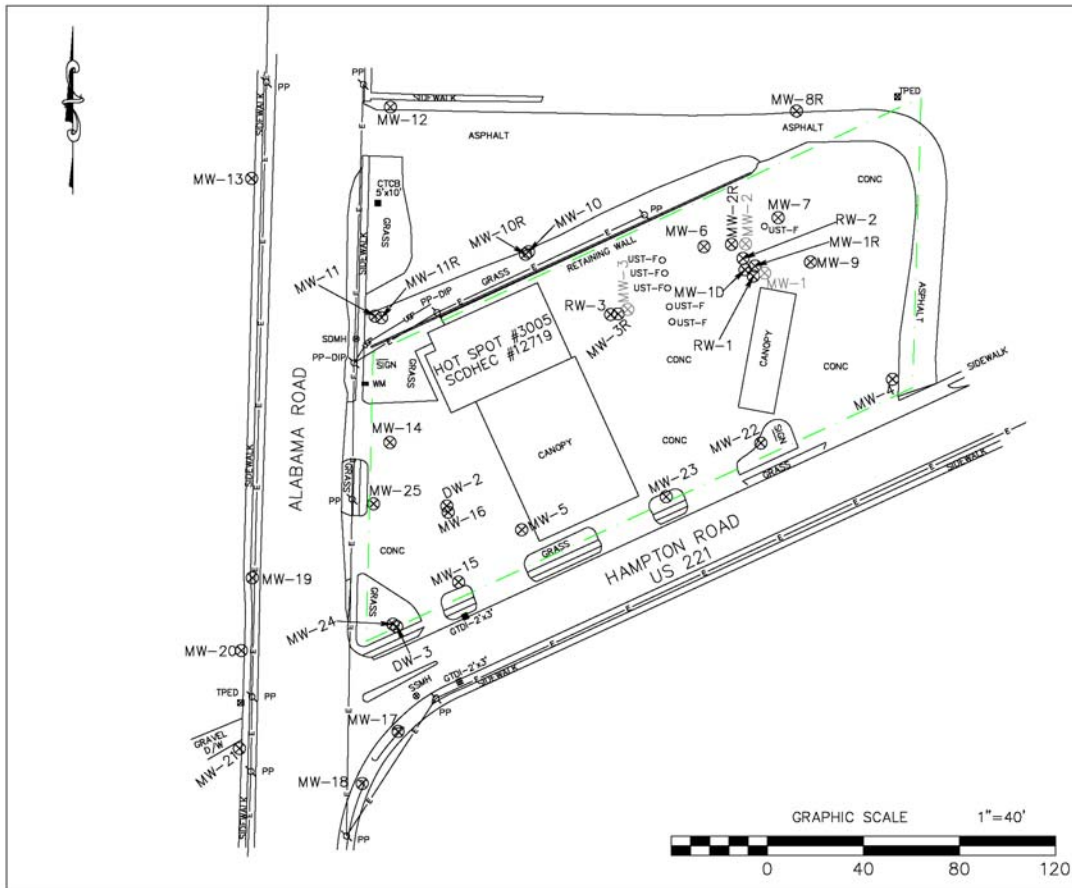 PP
PP
SIDEWALK
TPED
MW-8R
MW-12
SIDEWALK
ASPHALT
ASPHALT
MW-13
CTCB
5'x10'
CONC
GRASS
SIDEWALK
MW-10R
MW-10
PP
MW-2R
MW-2
MW-7
UST-F
RW-2
MW-6
MW-1R
MW-9
MW-11
MW-11R
GRASS
RETAINING WALL
UST-F
UST-F
UST-F
MW-3
MW-1D
MW-1
ASPHALT
PP-DIP
RW-3
MW-3R
UST-F
UST-F
RW-1
SDMH
PP-DIP
HOT SPOT #3005
SCDHEC #12719
CANOPY
SIGN
GRASS
WM
CONC
CONC
SIDEWALK
MW-4
ALABAMA ROAD
MW-14
CANOPY
CONC
MW-22
SIGN
GRASS
SIDEWALK
SIDEWALK
GRASS
PP
MW-25
DW-2
MW-16
MW-23
MW-5
GRASS
CONC
HAMPTON ROAD
US 221
MW-19
MW-15
GRASS
GTDI-2'x3'
MW-24
DW-3
MW-20
GTDI-2'x3'
SIDEWALK
SSMH
TPED
PP
PP
GRAVEL
D/W
MW-17
MW-21
PP
MW-18
SIDEWALK
PP
GRAPHIC SCALE 1"=40'
0 40 80 120